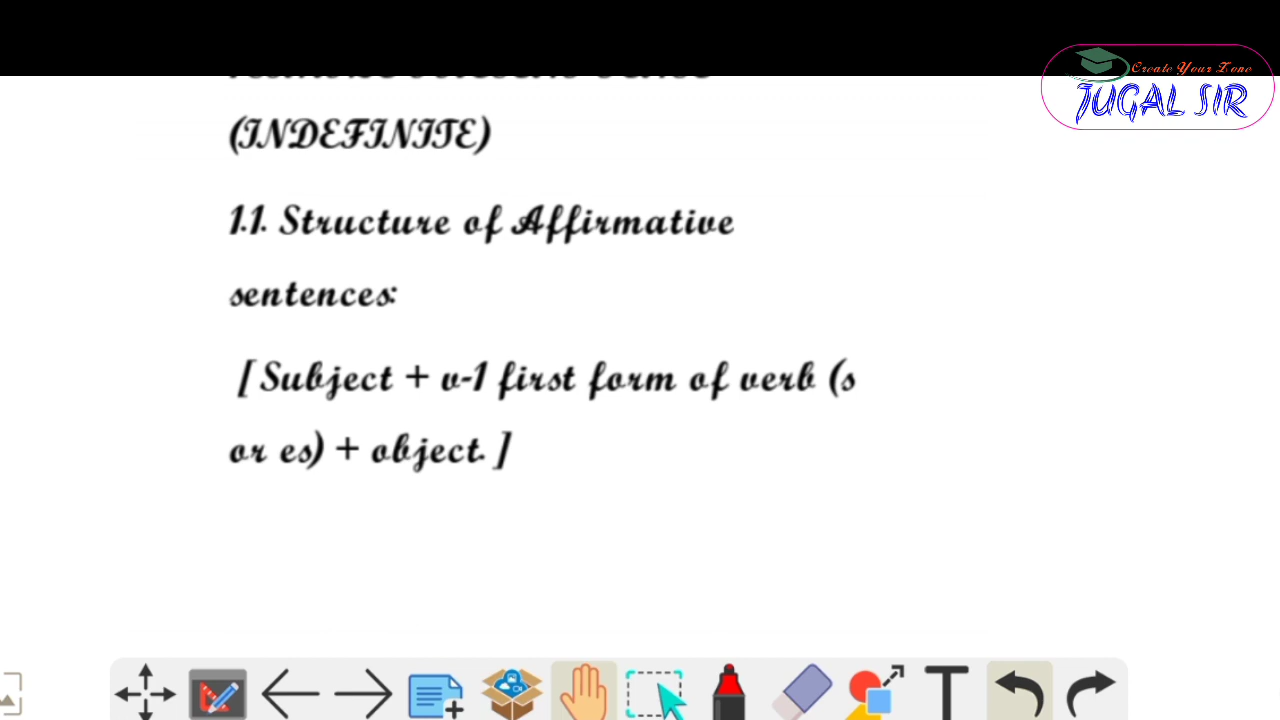 Create Your Zone
JUGAL SIR
(INDEFINITE)
1.1. Structure of Affirmative
sentences:
[ Subject + v-1 first form of verb (s
or es) + object. ]